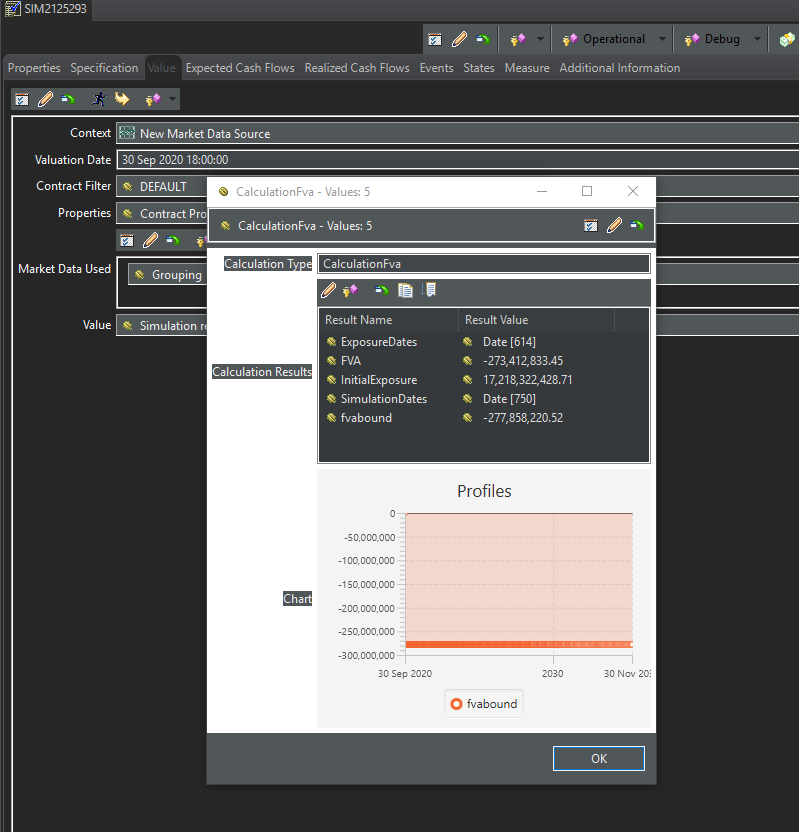 SIM2125293
Operational Debug
Properties Specification Value Expected Cash Flows Realized Cash Flows Events States Measure Additional Information
Context New Market Data Source
Valuation Date 30 Sep 2020 18:00:00
Contract Filter DEFAULT
Properties Contract Pro
Market Data Used Grouping
Value Simulation re
CalculationFva - Values: 5
CalculationFva - Values: 5
Calculation Type CalculationFva
Calculation Results
Result Name Result Value
ExposureDates Date [614]
FVA -273,412,833.45
InitialExposure 17,218,322,428.71
SimulationDates Date [750]
fvabound -277,858,220.52
Chart
Profiles
0
-50,000,000
-100,000,000
-150,000,000
-200,000,000
-250,000,000
-300,000,000
30 Sep 2020 2030 30 Nov 203
fvabound
OK